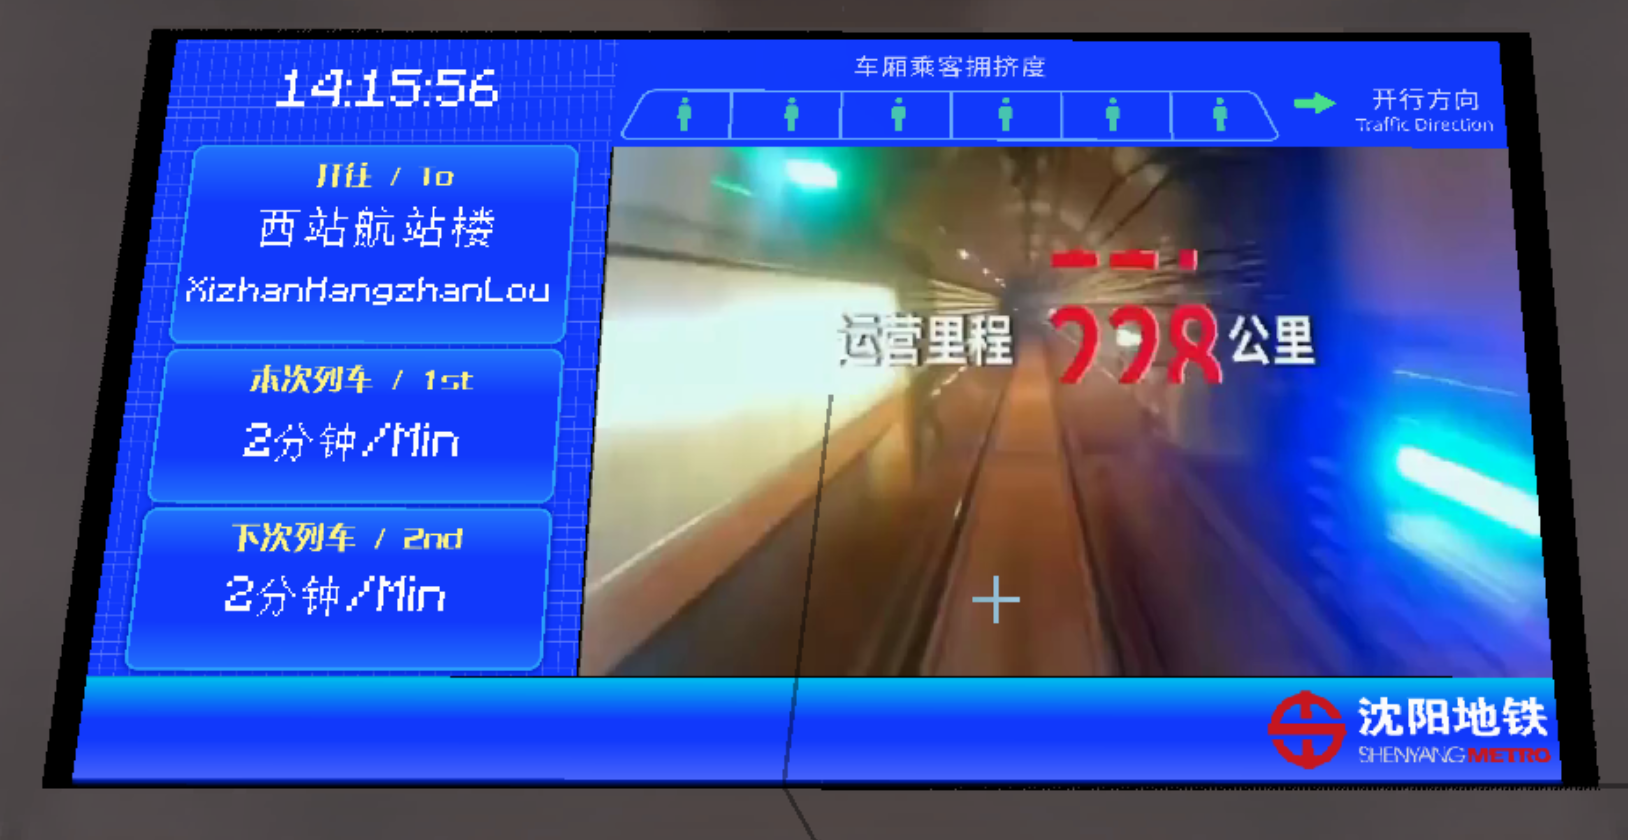 14:15:56
车厢乘客拥挤度
开行方向
Traffic Direction
开往 / To
西站航站楼
XizhanHangzhanLou
本次列车 / 1st
2分钟/Min
下次列车 / 2nd
2分钟/Min
运营里程 228 公里
沈阳地铁
SHENYANG METRO